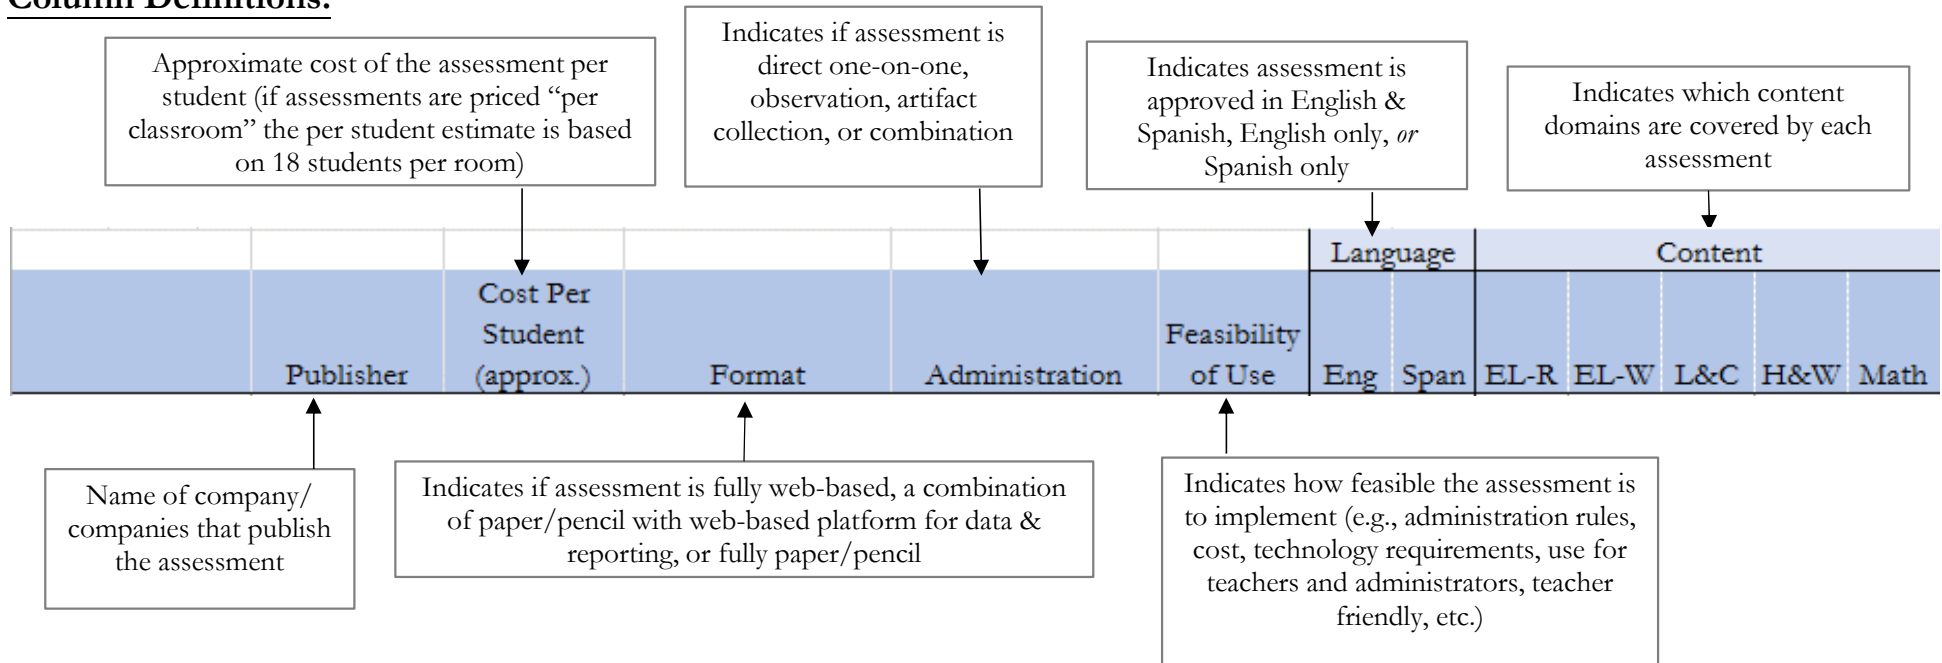 Column Definitions:
Approximate cost of the assessment per
student (if assessments are priced “per
classroom” the per student estimate is based
on 18 students per room)
Indicates if assessment is
direct one-on-one,
observation, artifact
collection, or combination
Indicates assessment is
approved in English &
Spanish, English only, or
Spanish only
Indicates which content
domains are covered by each
assessment
Language
Content
Publisher
Cost Per
Student
(approx.)
Format
Administration
Feasibility
of Use
Eng
Span
EL-R
EL-W
L&C
H&W
Math
Name of company/
companies that publish
the assessment
Indicates if assessment is fully web-based, a combination
of paper/pencil with web-based platform for data &
reporting, or fully paper/pencil
Indicates how feasible the assessment is
to implement (e.g., administration rules,
cost, technology requirements, use for
teachers and administrators, teacher
friendly, etc.)